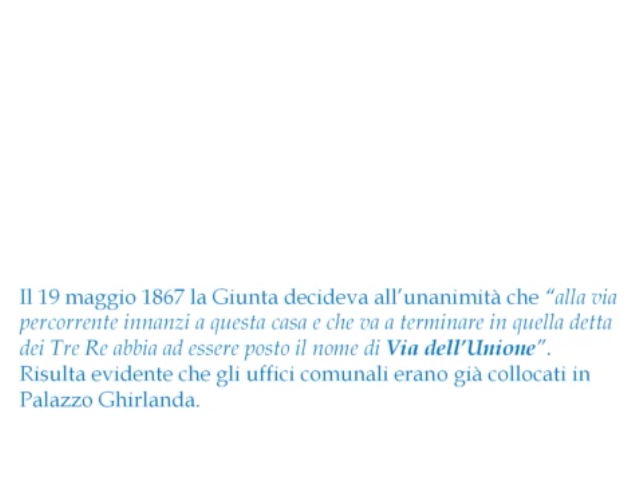 Il 19 maggio 1867 la Giunta decideva all’unanimità che “alla via
percorrente innanzi a questa casa e che va a terminare in quella detta
dei Tre Re abbia ad essere posto il nome di Via dell’Unione”.
Risulta evidente che gli uffici comunali erano già collocati in
Palazzo Ghirlanda.